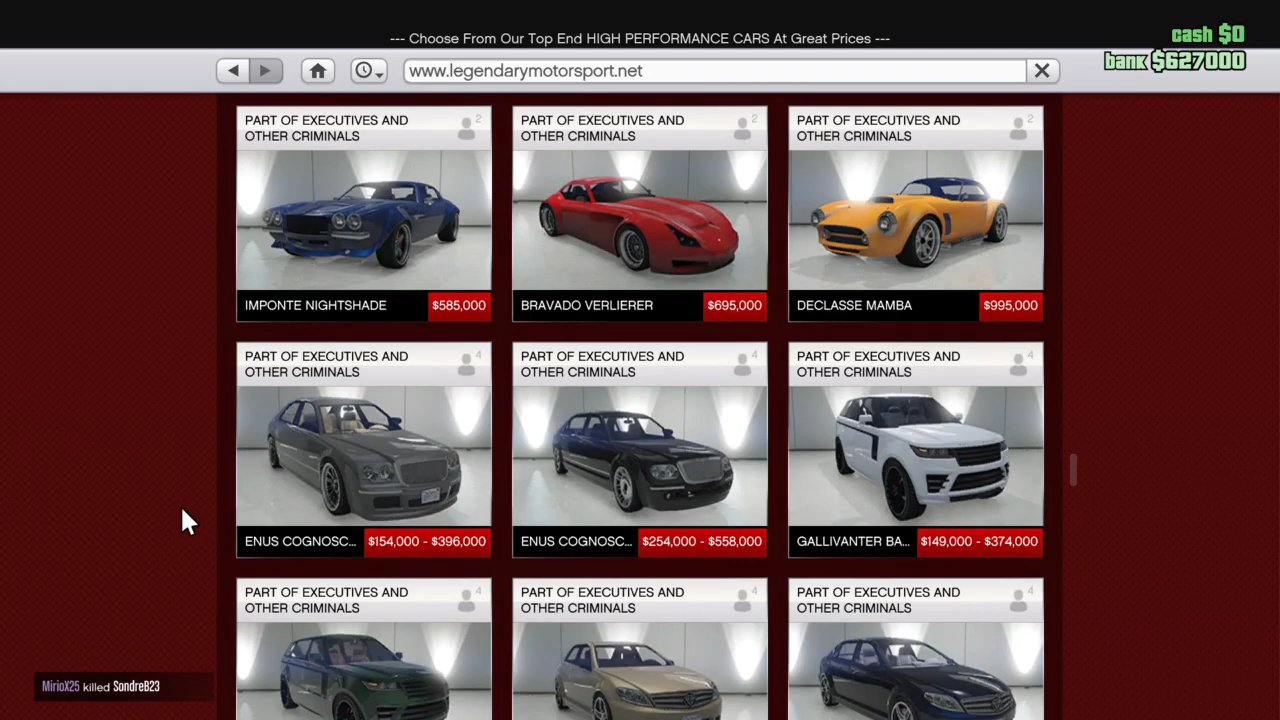 --- Choose From Our Top End HIGH PERFORMANCE CARS At Great Prices ---
cash $0
bank $627000
www.legendarymotorsport.net
PART OF EXECUTIVES AND
OTHER CRIMINALS
2
IMPONTE NIGHTSHADE
$585,000
PART OF EXECUTIVES AND
OTHER CRIMINALS
2
BRAVADO VERLIERER
$695,000
PART OF EXECUTIVES AND
OTHER CRIMINALS
2
DECLASSE MAMBA
$995,000
PART OF EXECUTIVES AND
OTHER CRIMINALS
4
ENUS COGNOSC...
$154,000 - $396,000
PART OF EXECUTIVES AND
OTHER CRIMINALS
4
ENUS COGNOSC...
$254,000 - $558,000
PART OF EXECUTIVES AND
OTHER CRIMINALS
4
GALLIVANTER BA...
$149,000 - $374,000
PART OF EXECUTIVES AND
OTHER CRIMINALS
4
PART OF EXECUTIVES AND
OTHER CRIMINALS
4
PART OF EXECUTIVES AND
OTHER CRIMINALS
4
MirioX25 killed SondreB23